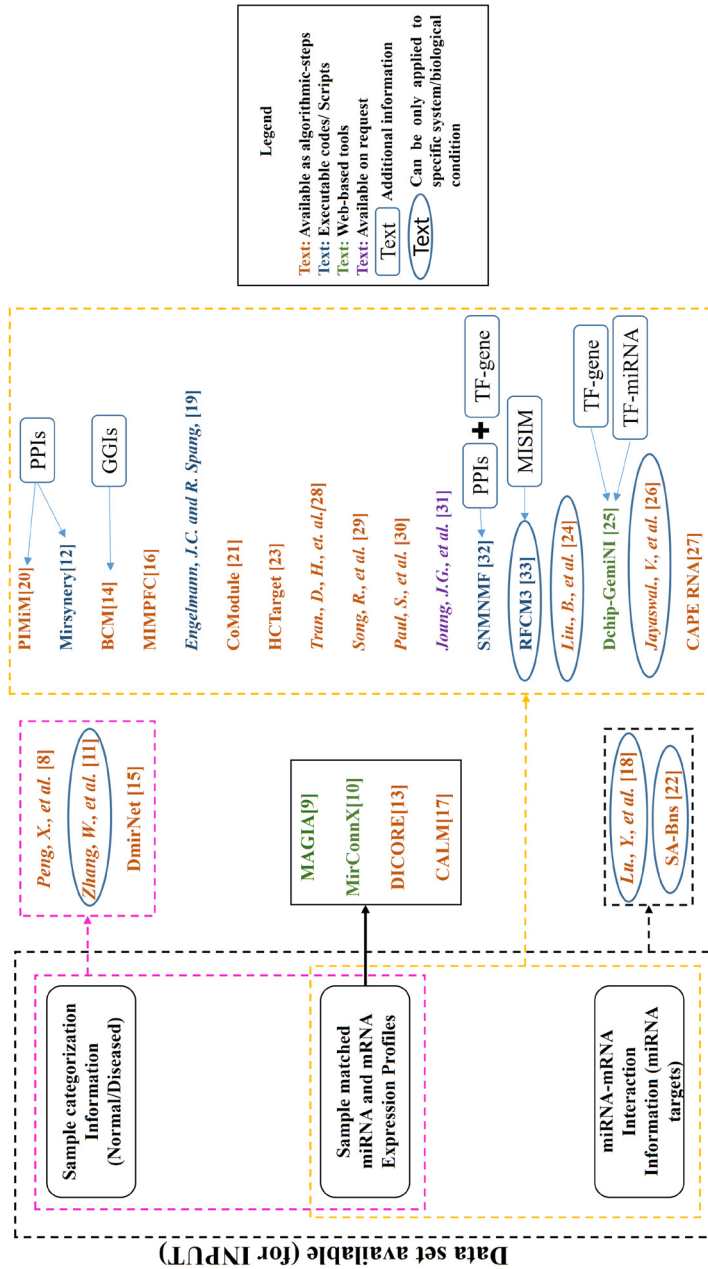 Data set available (for INPUT)
Sample categorization
Information
(Normal/Diseased)
Sample matched
miRNA and mRNA
Expression Profiles
miRNA-mRNA
Interaction
Information (miRNA
targets)
Peng, X., et al. [8]
Zhang, W., et al. [11]
DmirNet [15]
MAGIA[9]
MirConnX[10]
DICORE[13]
CALM[17]
Lu., Y., et al. [18]
SA-Bns [22]
PIMiM[20]
Mirsynery[12]
BCM[14]
MIMPFC[16]
Engelmann, J.C. and R. Spang, [19]
CoModule [21]
HCTarget [23]
Tran., D., H., et. al.[28]
Song, R., et al. [29]
Paul, S., et al. [30]
Joung, J.G., et al. [31]
SNMNMF [32]
RFCM3 [33]
Liu., B., et al. [24]
Dchip-GemiNI [25]
Jayaswal., V., et al. [26]
CAPE RNA[27]
PPIs
GGIs
PPIs + TF-gene
MISIM
TF-gene
TF-miRNA
Legend
Text: Available as algorithmic-steps
Text: Executable codes/ Scripts
Text: Web-based tools
Text: Available on request
Text Additional information
Text Can be only applied to
specific system/biological
condition